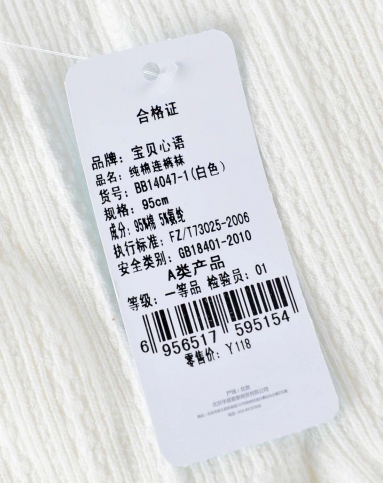 合格证
品牌：宝贝心语
品名：纯棉连裤袜
货号：BB14047-1(白色)
规格：95cm
成分：95%棉 5%氨纶
执行标准：FZ/T73025-2006
安全类别：GB18401-2010
A类产品
等级：一等品 检验员：01
6 956517 595154
零售价：Y118